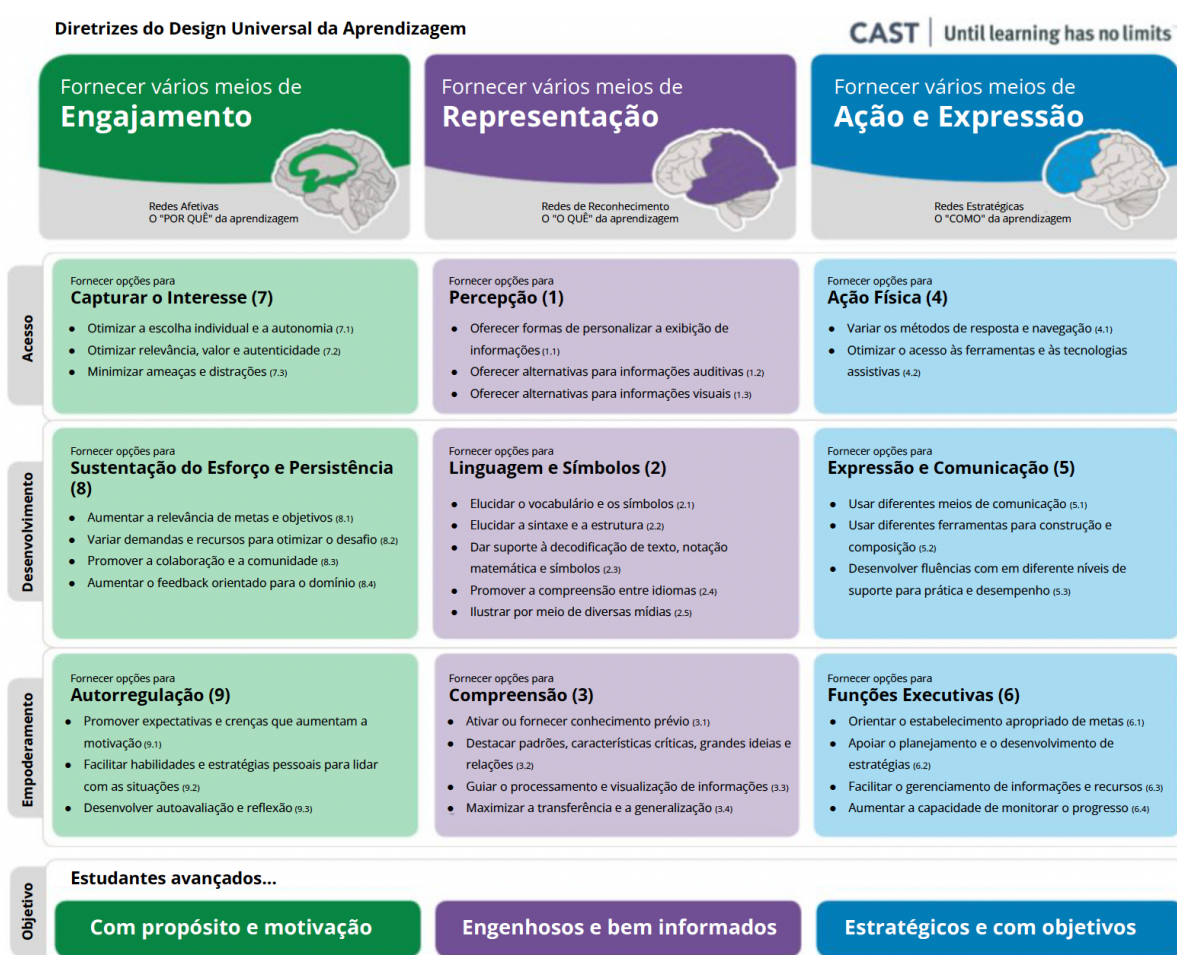 Diretrizes do Design Universal da Aprendizagem
CAST | Until learning has no limits
Fornecer vários meios de
Engajamento
Redes Afetivas
O "POR QUÊ" da aprendizagem
Fornecer vários meios de
Representação
Redes de Reconhecimento
O "O QUÊ" da aprendizagem
Fornecer vários meios de
Ação e Expressão
Redes Estratégicas
O "COMO" da aprendizagem
Acesso
Fornecer opções para
Capturar o Interesse (7)
• Otimizar a escolha individual e a autonomia (7.1)
• Otimizar relevância, valor e autenticidade (7.2)
• Minimizar ameaças e distrações (7.3)
Fornecer opções para
Percepção (1)
• Oferecer formas de personalizar a exibição de
informações (1.1)
• Oferecer alternativas para informações auditivas (1.2)
• Oferecer alternativas para informações visuais (1.3)
Fornecer opções para
Ação Física (4)
• Variar os métodos de resposta e navegação (4.1)
• Otimizar o acesso às ferramentas e às tecnologias
assistivas (4.2)
Desenvolvimento
Fornecer opções para
Sustentação do Esforço e Persistência
(8)
• Aumentar a relevância de metas e objetivos (8.1)
• Variar demandas e recursos para otimizar o desafio (8.2)
• Promover a colaboração e a comunidade (8.3)
• Aumentar o feedback orientado para o domínio (8.4)
Fornecer opções para
Linguagem e Símbolos (2)
• Elucidar o vocabulário e os símbolos (2.1)
• Elucidar a sintaxe e a estrutura (2.2)
• Dar suporte à decodificação de texto, notação
matemática e símbolos (2.3)
• Promover a compreensão entre idiomas (2.4)
• Ilustrar por meio de diversas mídias (2.5)
Fornecer opções para
Expressão e Comunicação (5)
• Usar diferentes meios de comunicação (5.1)
• Usar diferentes ferramentas para construção e
composição (5.2)
• Desenvolver fluências com em diferente níveis de
suporte para prática e desempenho (5.3)
Empoderamento
Fornecer opções para
Autorregulação (9)
• Promover expectativas e crenças que aumentam a
motivação (9.1)
• Facilitar habilidades e estratégias pessoais para lidar
com as situações (9.2)
• Desenvolver autoavaliação e reflexão (9.3)
Fornecer opções para
Compreensão (3)
• Ativar ou fornecer conhecimento prévio (3.1)
• Destacar padrões, características críticas, grandes ideias e
relações (3.2)
• Guiar o processamento e visualização de informações (3.3)
• Maximizar a transferência e a generalização (3.4)
Fornecer opções para
Funções Executivas (6)
• Orientar o estabelecimento apropriado de metas (6.1)
• Apoiar o planejamento e o desenvolvimento de
estratégias (6.2)
• Facilitar o gerenciamento de informações e recursos (6.3)
• Aumentar a capacidade de monitorar o progresso (6.4)
Objetivo
Estudantes avançados...
Com propósito e motivação
Engenhosos e bem informados
Estratégicos e com objetivos